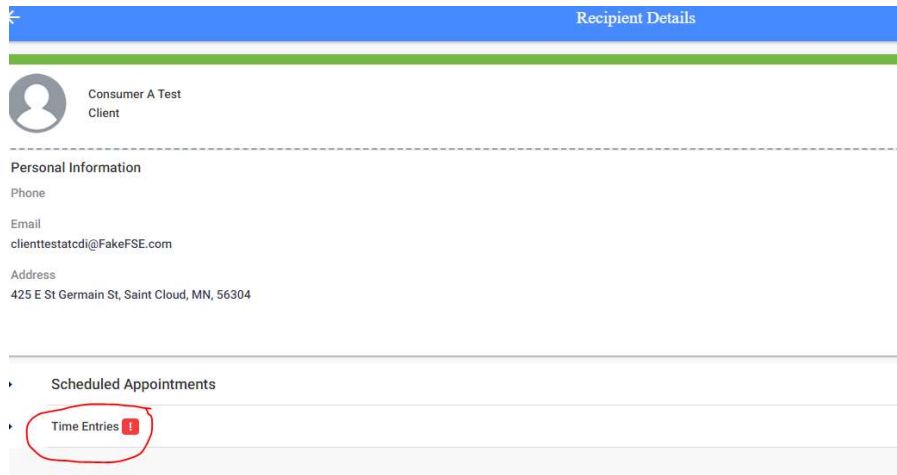 Recipient Details
Consumer A Test
Client
Personal Information
Phone
Email
clienttestatcdi@FakeFSE.com
Address
425 E St Germain St, Saint Cloud, MN, 56304
Scheduled Appointments
Time Entries !